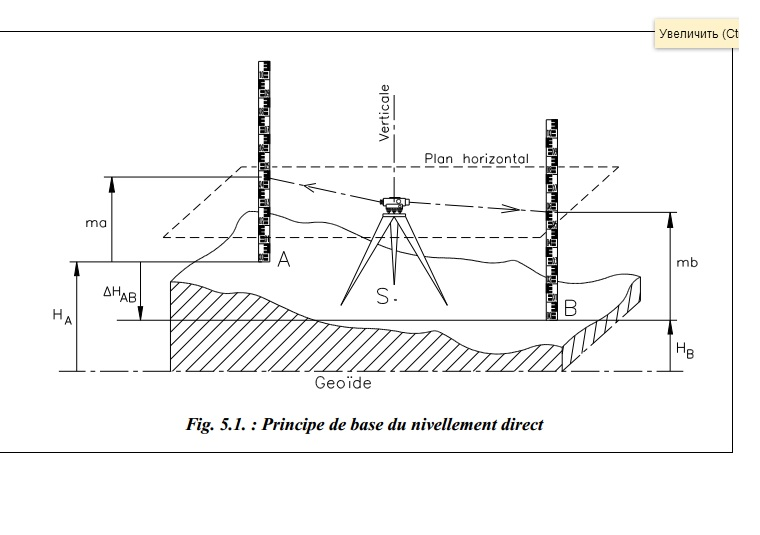 Увеличить (Ct
Verticale
Plan horizontal
ma
A
mb
ΔHAB
S
B
HA
HB
Geoïde
Fig. 5.1. : Principe de base du nivellement direct